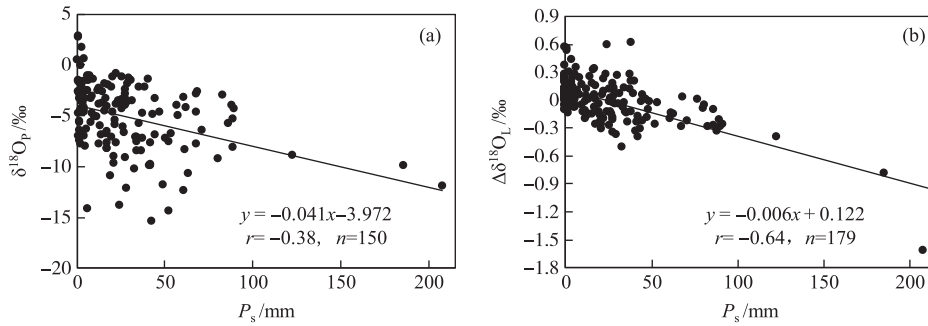 5
0
−5
−10
−15
−20
δ¹⁸Oₚ/‰
(a)
y = −0.041x−3.972
r= −0.38， n=150
0 50 100 150 200
Pₛ/mm
0.9
0.6
0.3
0
−0.3
−0.6
−0.9
−1.2
−1.5
−1.8
Δδ¹⁸O_L/‰
(b)
y = −0.006x + 0.122
r= −0.64， n=179
0 50 100 150 200
Pₛ/mm